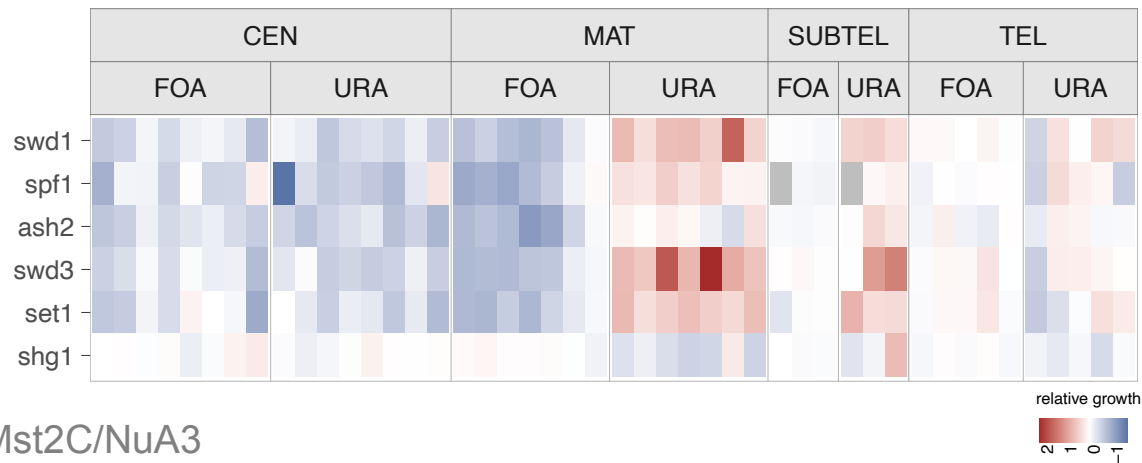 CEN MAT SUBTEL TEL
FOA URA FOA URA FOA URA FOA URA
swd1
spf1
ash2
swd3
set1
shg1
relative growth
2 1 0 −1
Mst2C/NuA3